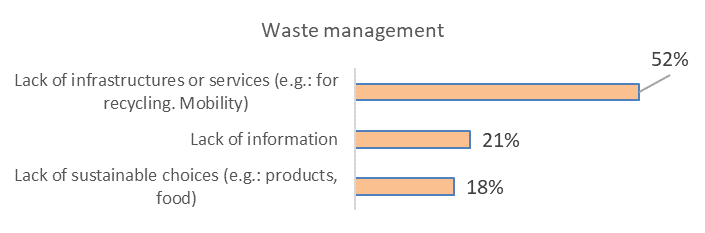 Waste management
Lack of infrastructures or services (e.g.: for
recycling. Mobility)
52%
Lack of information
21%
Lack of sustainable choices (e.g.: products,
food)
18%